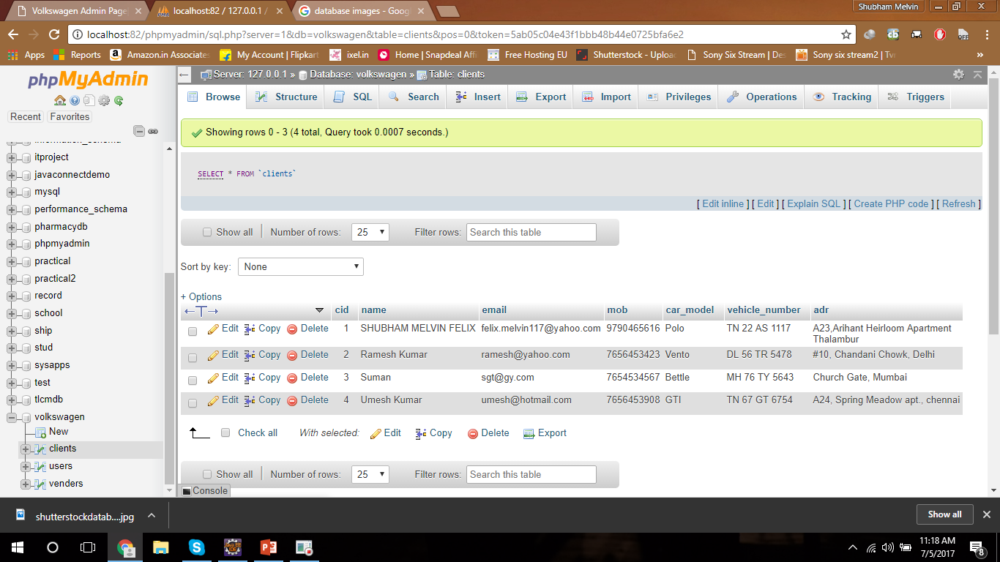 Volkswagen Admin Page
localhost:82 / 127.0.0.1 /
database images - Goog
Shubham Melvin
localhost:82/phpmyadmin/sql.php?server=1&db=volkswagen&table=clients&pos=0&token=5ab05c04e43f1bbb48b44e0725bfa6e2
Apps Reports Amazon.in Associates My Account | Flipkart ixel.in Home | Snapdeal Affi Free Hosting EU Shutterstock - Uploa Sony Six Stream | Des Sony six stream2 | Tv »
phpMyAdmin
Recent Favorites
information_schema
itproject
javaconnectdemo
mysql
performance_schema
pharmacydb
phpmyadmin
practical
practical2
record
school
ship
stud
sysapps
test
tlcmdb
volkswagen
New
clients
users
venders
Server: 127.0.0.1 » Database: volkswagen » Table: clients
Browse Structure SQL Search Insert Export Import Privileges Operations Tracking Triggers
Showing rows 0 - 3 (4 total, Query took 0.0007 seconds.)
SELECT * FROM `clients`
[ Edit inline ] [ Edit ] [ Explain SQL ] [ Create PHP code ] [ Refresh ]
Show all Number of rows: 25 Filter rows: Search this table
Sort by key: None
+ Options
cid name email mob car_model vehicle_number adr
Edit Copy Delete 1 SHUBHAM MELVIN FELIX felix.melvin117@yahoo.com 9790465616 Polo TN 22 AS 1117 A23,Arihant Heirloom Apartment
Thalambur
Edit Copy Delete 2 Ramesh Kumar ramesh@yahoo.com 7656453423 Vento DL 56 TR 5478 #10, Chandani Chowk, Delhi
Edit Copy Delete 3 Suman sgt@gy.com 7654534567 Bettle MH 76 TY 5643 Church Gate, Mumbai
Edit Copy Delete 4 Umesh Kumar umesh@hotmail.com 7656453908 GTI TN 67 GT 6754 A24, Spring Meadow apt., chennai
Check all With selected: Edit Copy Delete Export
Show all Number of rows: 25 Filter rows: Search this table
Console
shutterstockdatab....jpg
Show all
11:18 AM
7/5/2017
8